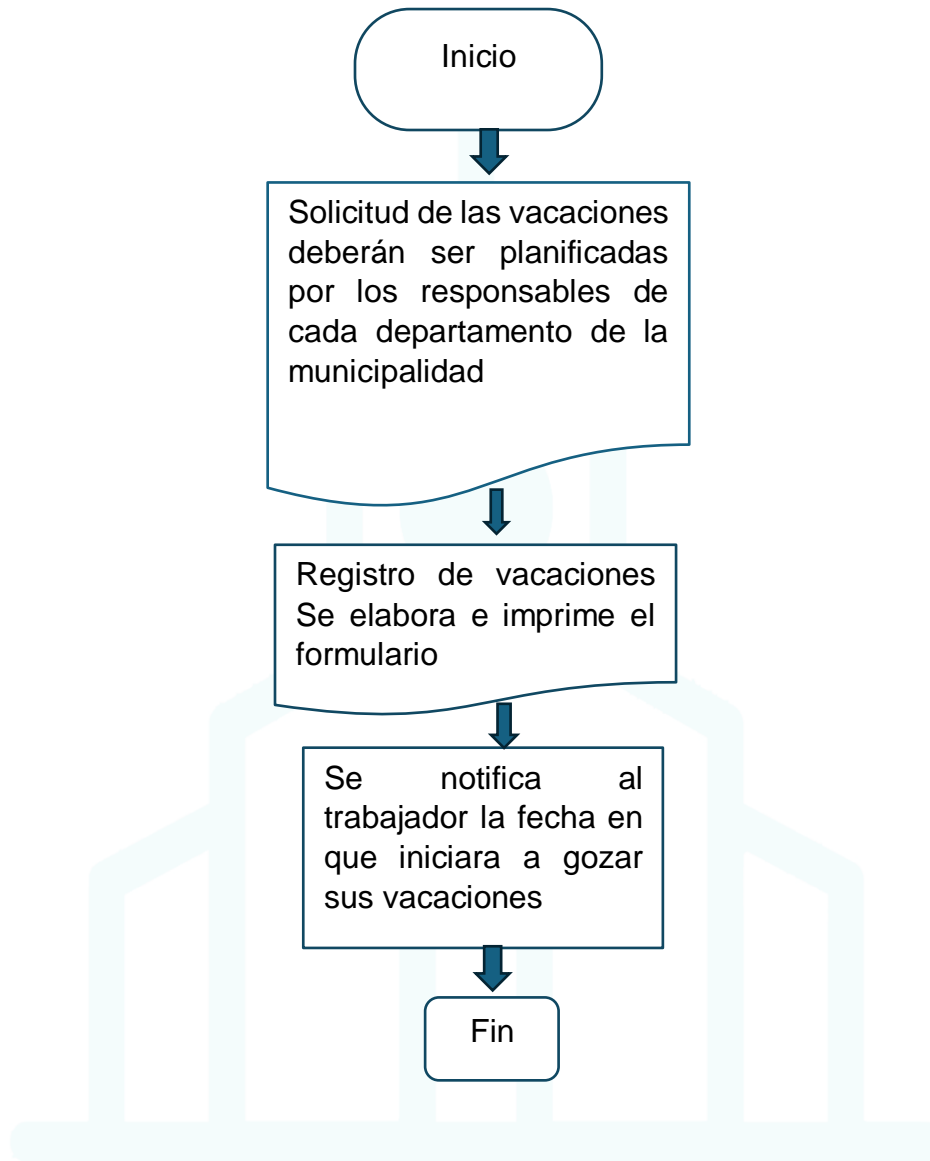 Inicio
Solicitud de las vacaciones
deberán ser planificadas
por los responsables de
cada departamento de la
municipalidad
Registro de vacaciones
Se elabora e imprime el
formulario
Se notifica al
trabajador la fecha en
que iniciara a gozar
sus vacaciones
Fin